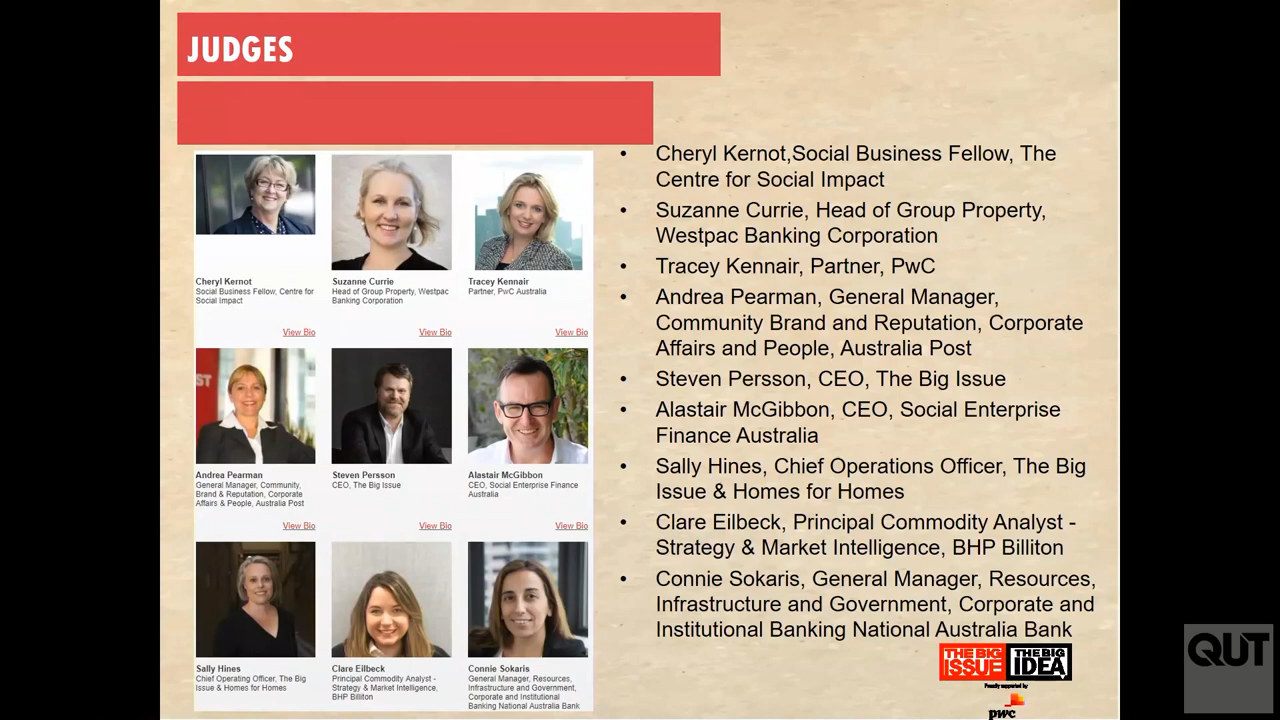 JUDGES
Cheryl Kernot
Social Business Fellow, Centre for
Social Impact
View Bio
Suzanne Currie
Head of Group Property, Westpac
Banking Corporation
View Bio
Tracey Kennair
Partner, PwC Australia
View Bio
ST
Andrea Pearman
General Manager, Community,
Brand & Reputation, Corporate
Affairs & People, Australia Post
View Bio
Steven Persson
CEO, The Big Issue
View Bio
Alastair McGibbon
CEO, Social Enterprise Finance
Australia
View Bio
Sally Hines
Chief Operating Officer, The Big
Issue & Homes for Homes
Clare Eilbeck
Principal Commodity Analyst -
Strategy & Market Intelligence,
BHP Billiton
Connie Sokaris
General Manager, Resources,
Infrastructure and Government,
Corporate and Institutional
Banking National Australia Bank
• Cheryl Kernot,Social Business Fellow, The
Centre for Social Impact
• Suzanne Currie, Head of Group Property,
Westpac Banking Corporation
• Tracey Kennair, Partner, PwC
• Andrea Pearman, General Manager,
Community Brand and Reputation, Corporate
Affairs and People, Australia Post
• Steven Persson, CEO, The Big Issue
• Alastair McGibbon, CEO, Social Enterprise
Finance Australia
• Sally Hines, Chief Operations Officer, The Big
Issue & Homes for Homes
• Clare Eilbeck, Principal Commodity Analyst -
Strategy & Market Intelligence, BHP Billiton
• Connie Sokaris, General Manager, Resources,
Infrastructure and Government, Corporate and
Institutional Banking National Australia Bank
THE BIG ISSUE
THE BIG IDEA
Proudly supported by
pwc
QUT